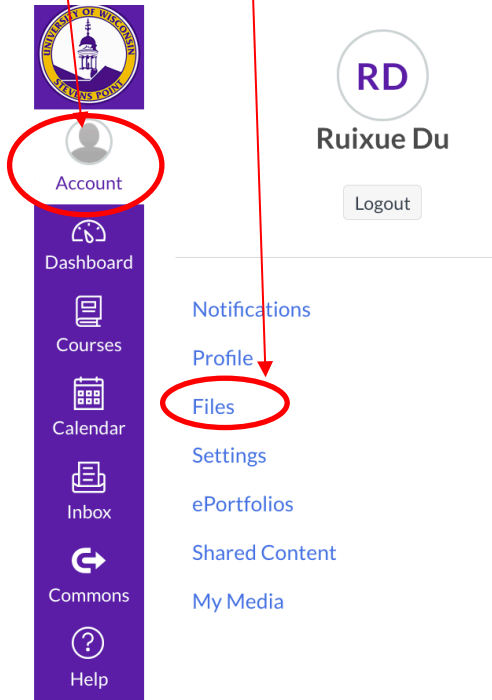 UNIVERSITY OF WISCONSIN
STEVENS POINT
Account
Dashboard
Courses
Calendar
Inbox
Commons
Help
RD
Ruixue Du
Logout
Notifications
Profile
Files
Settings
ePortfolios
Shared Content
My Media